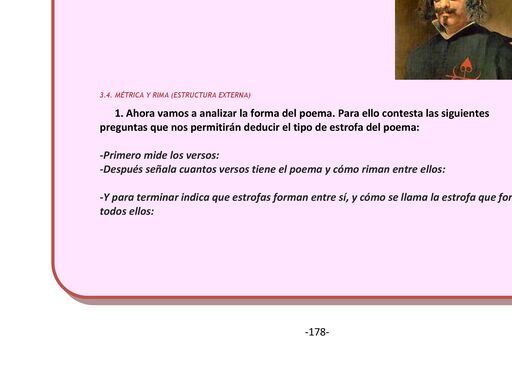 3.4. MÉTRICA Y RIMA (ESTRUCTURA EXTERNA)
1. Ahora vamos a analizar la forma del poema. Para ello contesta las siguientes
preguntas que nos permitirán deducir el tipo de estrofa del poema:
-Primero mide los versos:
-Después señala cuantos versos tiene el poema y cómo riman entre ellos:
-Y para terminar indica que estrofas forman entre sí, y cómo se llama la estrofa que for
todos ellos:
-178-